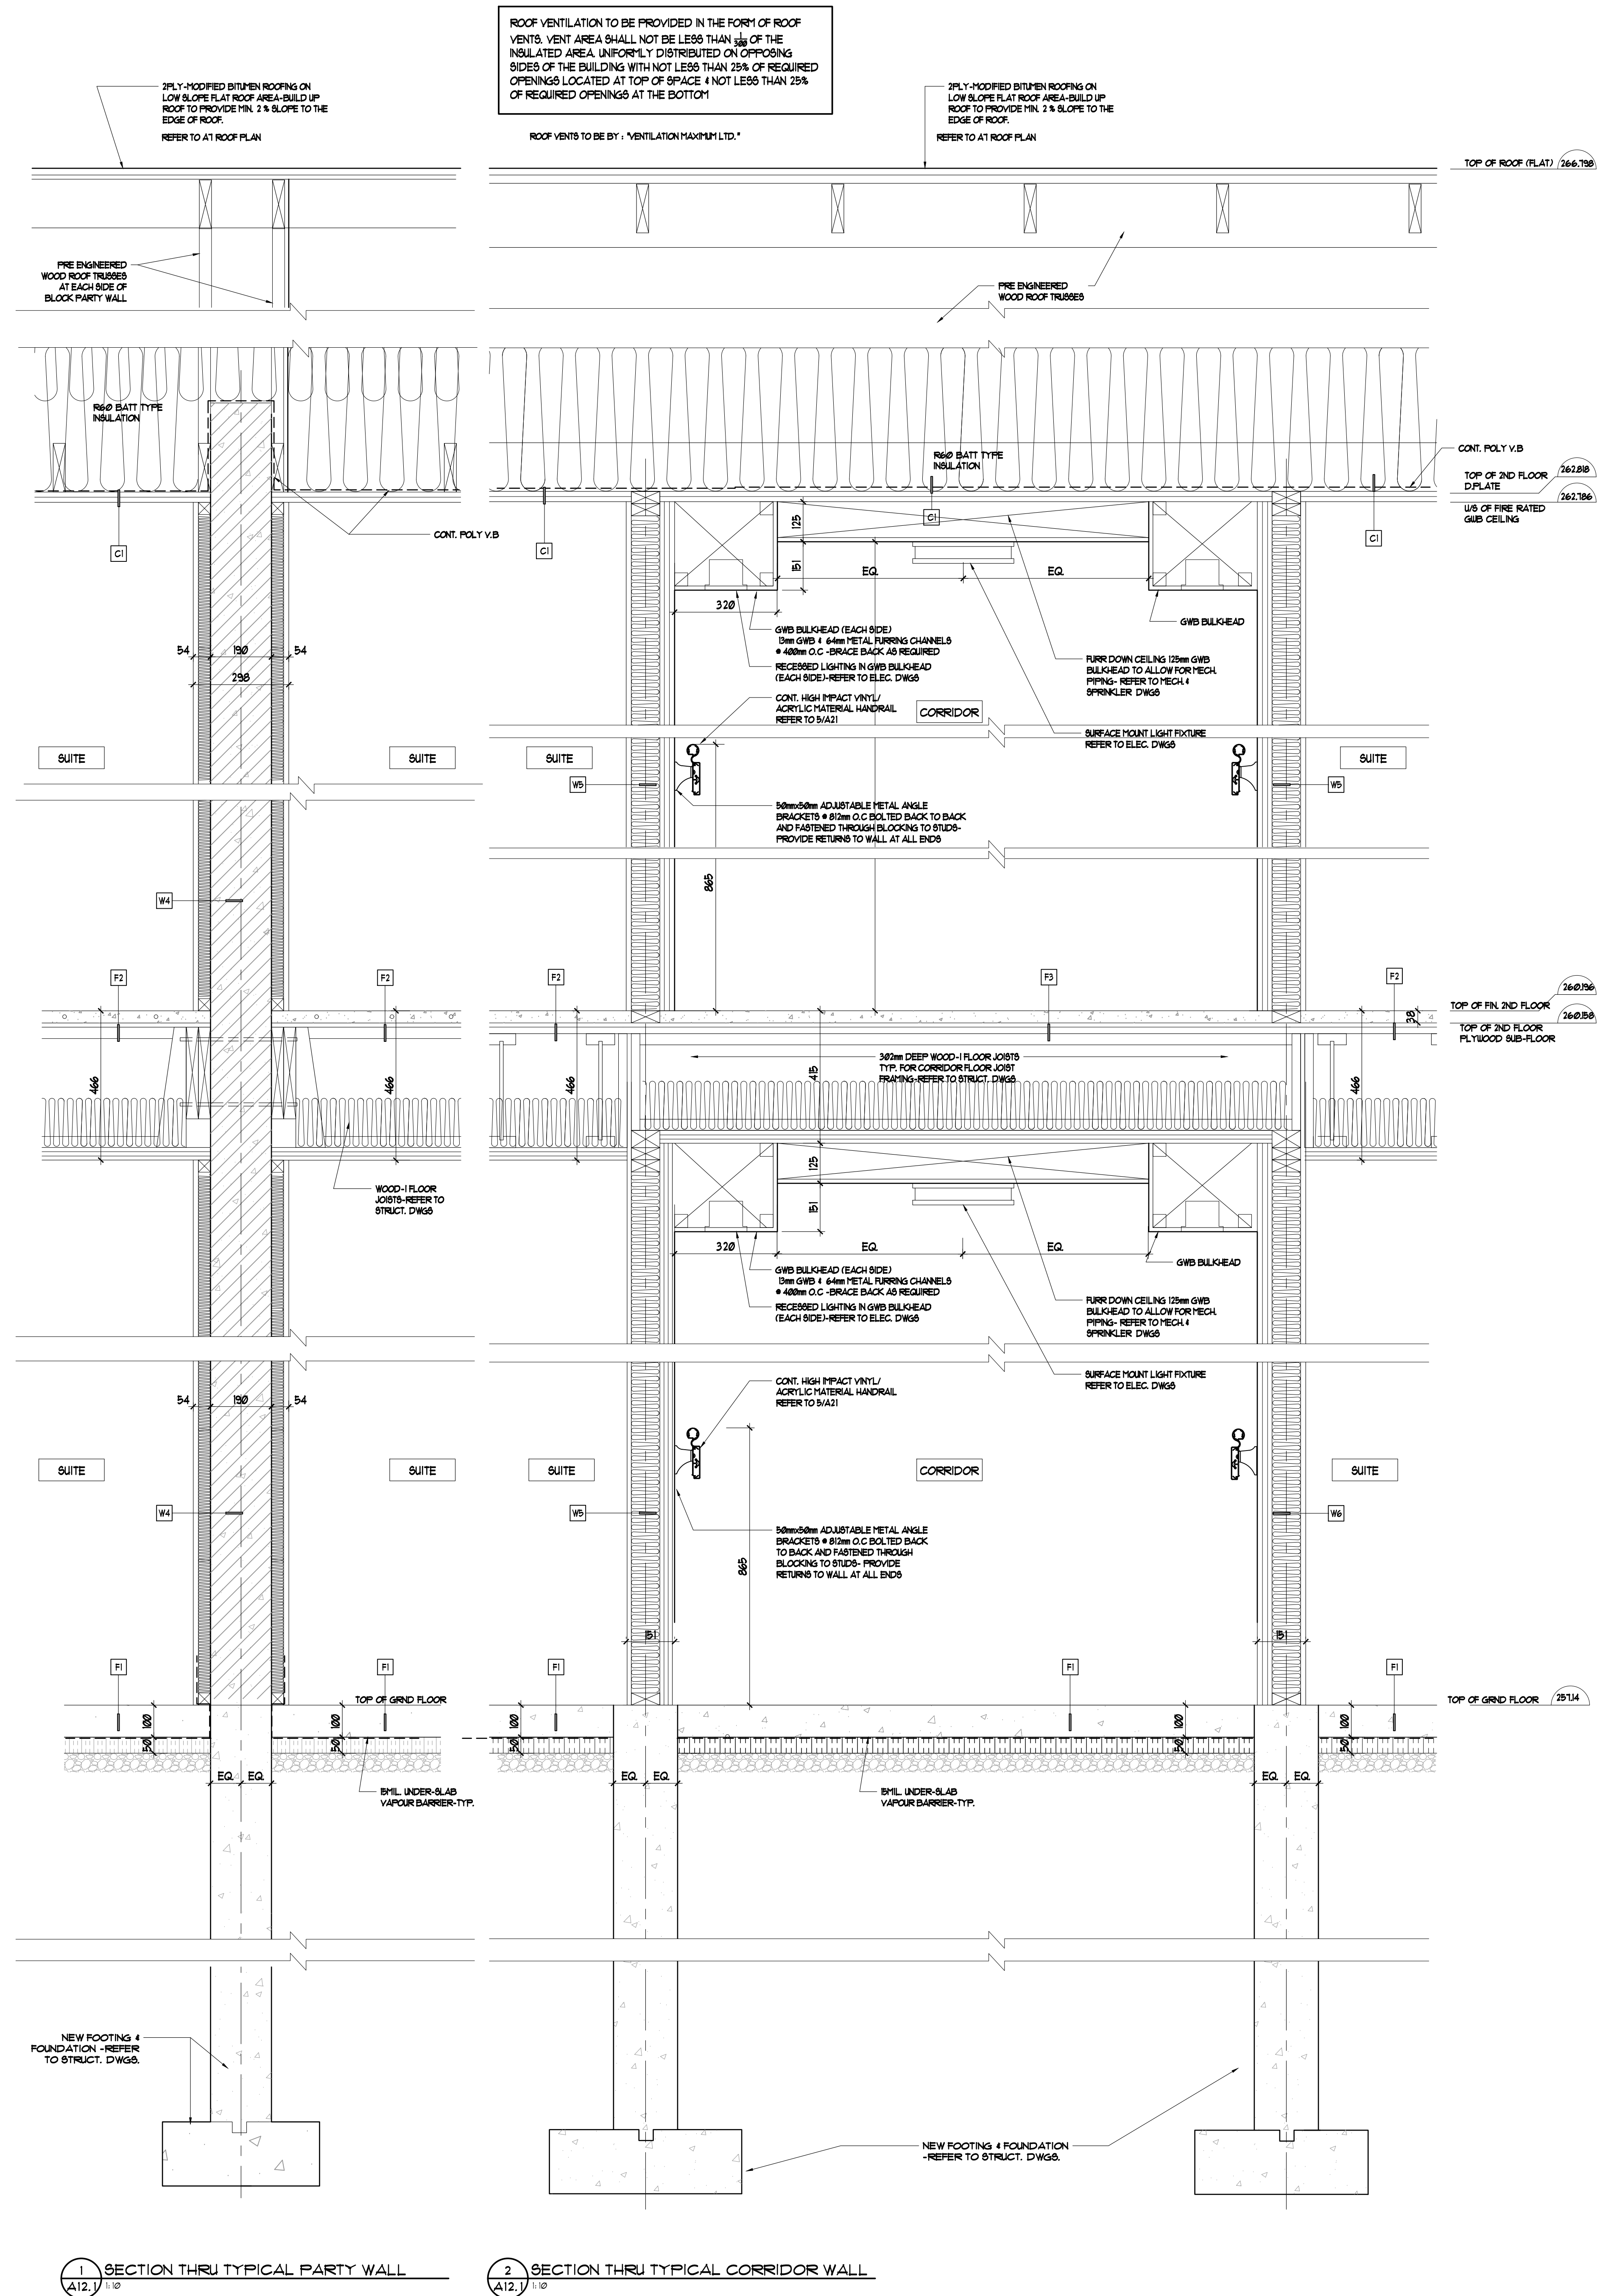 ROOF VENTILATION TO BE PROVIDED IN THE FORM OF ROOF
VENTS. VENT AREA SHALL NOT BE LESS THAN 1/300 OF THE
INSULATED AREA. UNIFORMLY DISTRIBUTED ON OPPOSING
SIDES OF THE BUILDING WITH NOT LESS THAN 25% OF REQUIRED
OPENINGS LOCATED AT TOP OF SPACE & NOT LESS THAN 25%
OF REQUIRED OPENINGS AT THE BOTTOM
ROOF VENTS TO BE BY : "VENTILATION MAXIMUM LTD."
2PLY-MODIFIED BITUMEN ROOFING ON
LOW SLOPE FLAT ROOF AREA-BUILD UP
ROOF TO PROVIDE MIN. 2 % SLOPE TO THE
EDGE OF ROOF.
REFER TO A7 ROOF PLAN
2PLY-MODIFIED BITUMEN ROOFING ON
LOW SLOPE FLAT ROOF AREA-BUILD UP
ROOF TO PROVIDE MIN. 2 % SLOPE TO THE
EDGE OF ROOF.
REFER TO A7 ROOF PLAN
TOP OF ROOF (FLAT) 266.798
PRE ENGINEERED
WOOD ROOF TRUSSES
AT EACH SIDE OF
BLOCK PARTY WALL
PRE ENGINEERED
WOOD ROOF TRUSSES
R60 BATT TYPE
INSULATION
R60 BATT TYPE
INSULATION
CONT. POLY V.B
TOP OF 2ND FLOOR
D.PLATE
262.818
262.786
U/S OF FIRE RATED
GWB CEILING
CONT. POLY V.B
C1
C1
C1
C1
125
151
EQ.
EQ.
320
GWB BULKHEAD (EACH SIDE)
13mm GWB & 64mm METAL FURRING CHANNELS
@ 400mm O.C -BRACE BACK AS REQUIRED
RECESSED LIGHTING IN GWB BULKHEAD
(EACH SIDE)-REFER TO ELEC. DWGS
GWB BULKHEAD
FURR DOWN CEILING 125mm GWB
BULKHEAD TO ALLOW FOR MECH.
PIPING- REFER TO MECH. &
SPRINKLER DWGS
CONT. HIGH IMPACT VINYL/
ACRYLIC MATERIAL HANDRAIL
REFER TO 5/A21
CORRIDOR
SURFACE MOUNT LIGHT FIXTURE
REFER TO ELEC. DWGS
54
190
54
298
SUITE
SUITE
SUITE
SUITE
W5
W5
50mmx50mm ADJUSTABLE METAL ANGLE
BRACKETS @ 812mm O.C BOLTED BACK TO BACK
AND FASTENED THROUGH BLOCKING TO STUDS-
PROVIDE RETURNS TO WALL AT ALL ENDS
865
W4
F2
F2
F2
F3
F2
260.196
TOP OF FIN. 2ND FLOOR
260.158
TOP OF 2ND FLOOR
PLYWOOD SUB-FLOOR
38
466
466
466
415
466
302mm DEEP WOOD-I FLOOR JOISTS
TYP. FOR CORRIDOR FLOOR JOIST
FRAMING-REFER TO STRUCT. DWGS
WOOD-I FLOOR
JOISTS-REFER TO
STRUCT. DWGS
125
151
320
EQ.
EQ.
GWB BULKHEAD (EACH SIDE)
13mm GWB & 64mm METAL FURRING CHANNELS
@ 400mm O.C -BRACE BACK AS REQUIRED
RECESSED LIGHTING IN GWB BULKHEAD
(EACH SIDE)-REFER TO ELEC. DWGS
GWB BULKHEAD
FURR DOWN CEILING 125mm GWB
BULKHEAD TO ALLOW FOR MECH.
PIPING- REFER TO MECH. &
SPRINKLER DWGS
SURFACE MOUNT LIGHT FIXTURE
REFER TO ELEC. DWGS
CONT. HIGH IMPACT VINYL/
ACRYLIC MATERIAL HANDRAIL
REFER TO 5/A21
54
190
54
SUITE
SUITE
SUITE
CORRIDOR
SUITE
W4
W5
W6
50mmx50mm ADJUSTABLE METAL ANGLE
BRACKETS @ 812mm O.C BOLTED BACK
TO BACK AND FASTENED THROUGH
BLOCKING TO STUDS- PROVIDE
RETURNS TO WALL AT ALL ENDS
865
151
151
F1
F1
F1
F1
F1
TOP OF GRND FLOOR
TOP OF GRND FLOOR 257.14
100
50
100
50
100
50
100
50
100
50
EQ.
EQ.
EQ.
EQ.
EQ.
EQ.
15MIL. UNDER-SLAB
VAPOUR BARRIER-TYP.
15MIL. UNDER-SLAB
VAPOUR BARRIER-TYP.
NEW FOOTING &
FOUNDATION -REFER
TO STRUCT. DWGS.
NEW FOOTING & FOUNDATION
-REFER TO STRUCT. DWGS.
1
A12.1
SECTION THRU TYPICAL PARTY WALL
1:10
2
A12.1
SECTION THRU TYPICAL CORRIDOR WALL
1:10